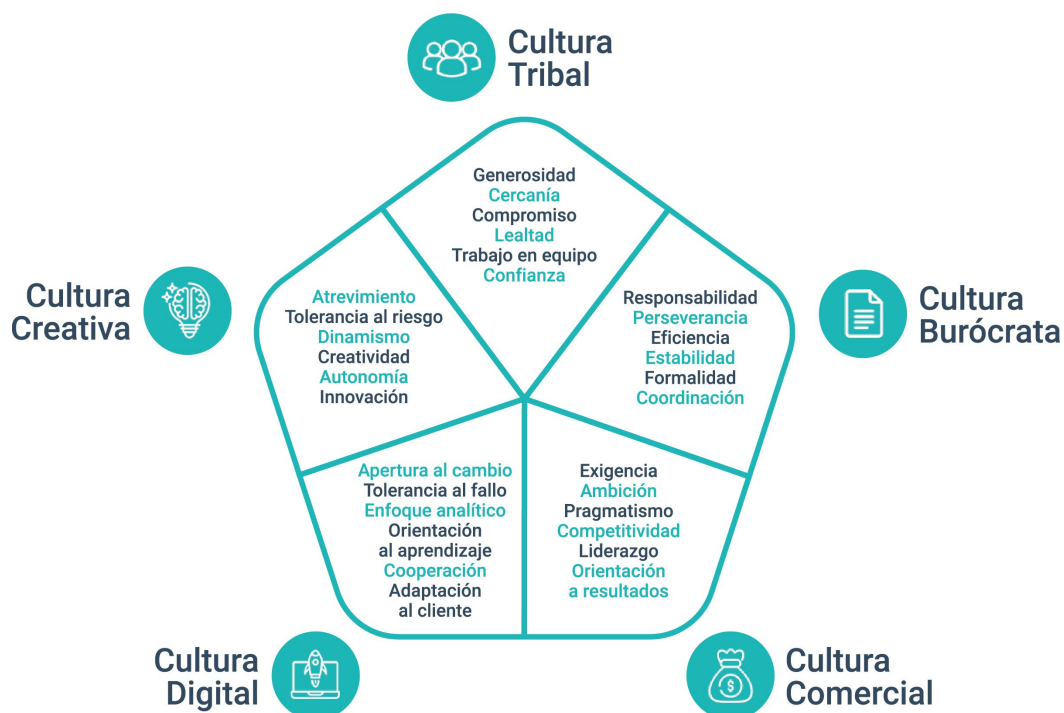 Cultura
Tribal
Generosidad
Cercanía
Compromiso
Lealtad
Trabajo en equipo
Confianza
Cultura
Creativa
Atrevimiento
Tolerancia al riesgo
Dinamismo
Creatividad
Autonomía
Innovación
Responsabilidad
Perseverancia
Eficiencia
Estabilidad
Formalidad
Coordinación
Cultura
Burócrata
Apertura al cambio
Tolerancia al fallo
Enfoque analítico
Orientación
al aprendizaje
Cooperación
Adaptación
al cliente
Exigencia
Ambición
Pragmatismo
Competitividad
Liderazgo
Orientación
a resultados
Cultura
Digital
$
Cultura
Comercial